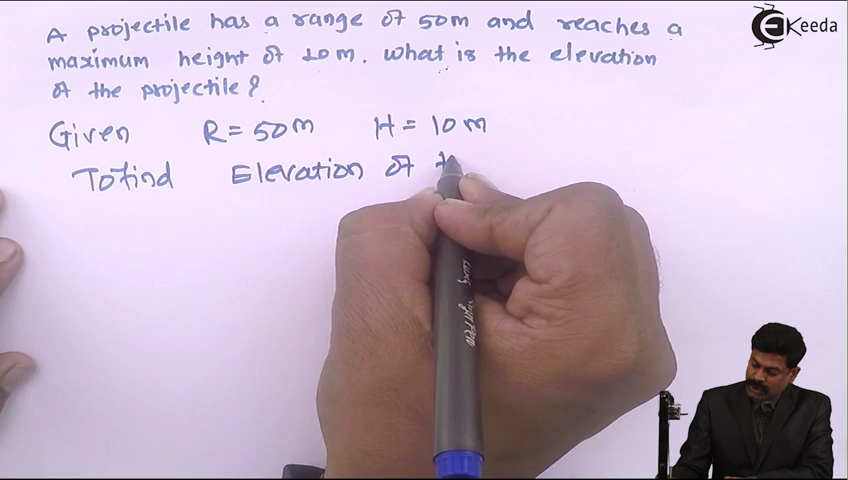 A projectile has a range of 50m and reaches a
maximum height of 10m. What is the elevation
of the projectile?
Given R = 50m H = 10m
To find Elevation of
EKeeda